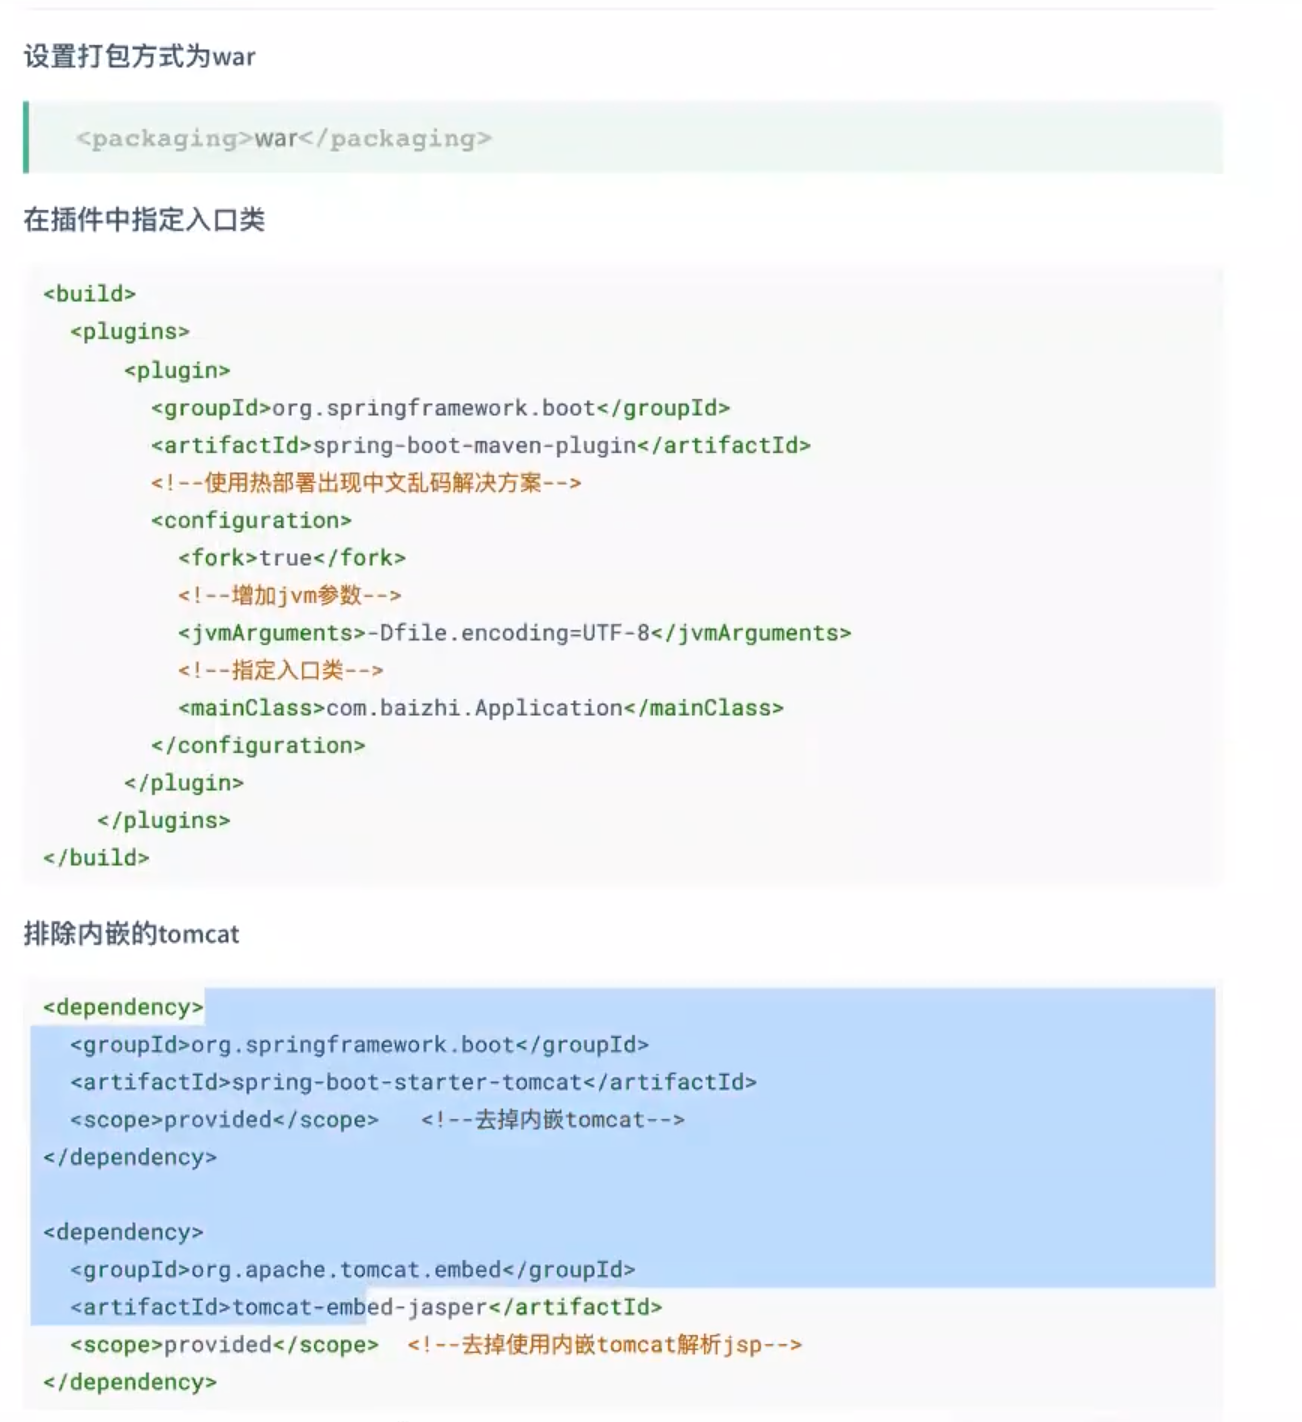 设置打包方式为war
<packaging>war</packaging>
在插件中指定入口类
<build>
<plugins>
<plugin>
<groupId>org.springframework.boot</groupId>
<artifactId>spring-boot-maven-plugin</artifactId>
<!--使用热部署出现中文乱码解决方案-->
<configuration>
<fork>true</fork>
<!--增加jvm参数-->
<jvmArguments>-Dfile.encoding=UTF-8</jvmArguments>
<!--指定入口类-->
<mainClass>com.baizhi.Application</mainClass>
</configuration>
</plugin>
</plugins>
</build>
排除内嵌的tomcat
<dependency>
<groupId>org.springframework.boot</groupId>
<artifactId>spring-boot-starter-tomcat</artifactId>
<scope>provided</scope> <!--去掉内嵌tomcat-->
</dependency>
<dependency>
<groupId>org.apache.tomcat.embed</groupId>
<artifactId>tomcat-embed-jasper</artifactId>
<scope>provided</scope> <!--去掉使用内嵌tomcat解析jsp-->
</dependency>